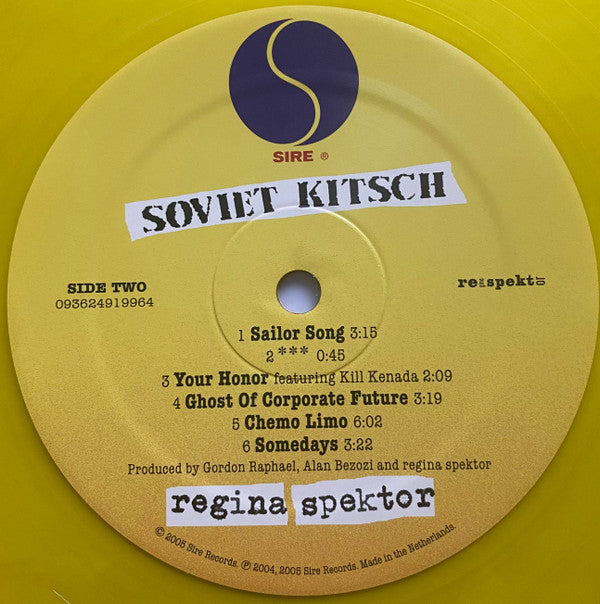 SIRE ®
SOVIET KITSCH
SIDE TWO
093624919964
re gina spekt or
1 Sailor Song 3:15
2 *** 0:45
3 Your Honor featuring Kill Kenada 2:09
4 Ghost Of Corporate Future 3:19
5 Chemo Limo 6:02
6 Somedays 3:22
Produced by Gordon Raphael, Alan Bezozi and regina spektor
regina spektor
© 2005 Sire Records. ℗ 2004, 2005 Sire Records. Made in the Netherlands.